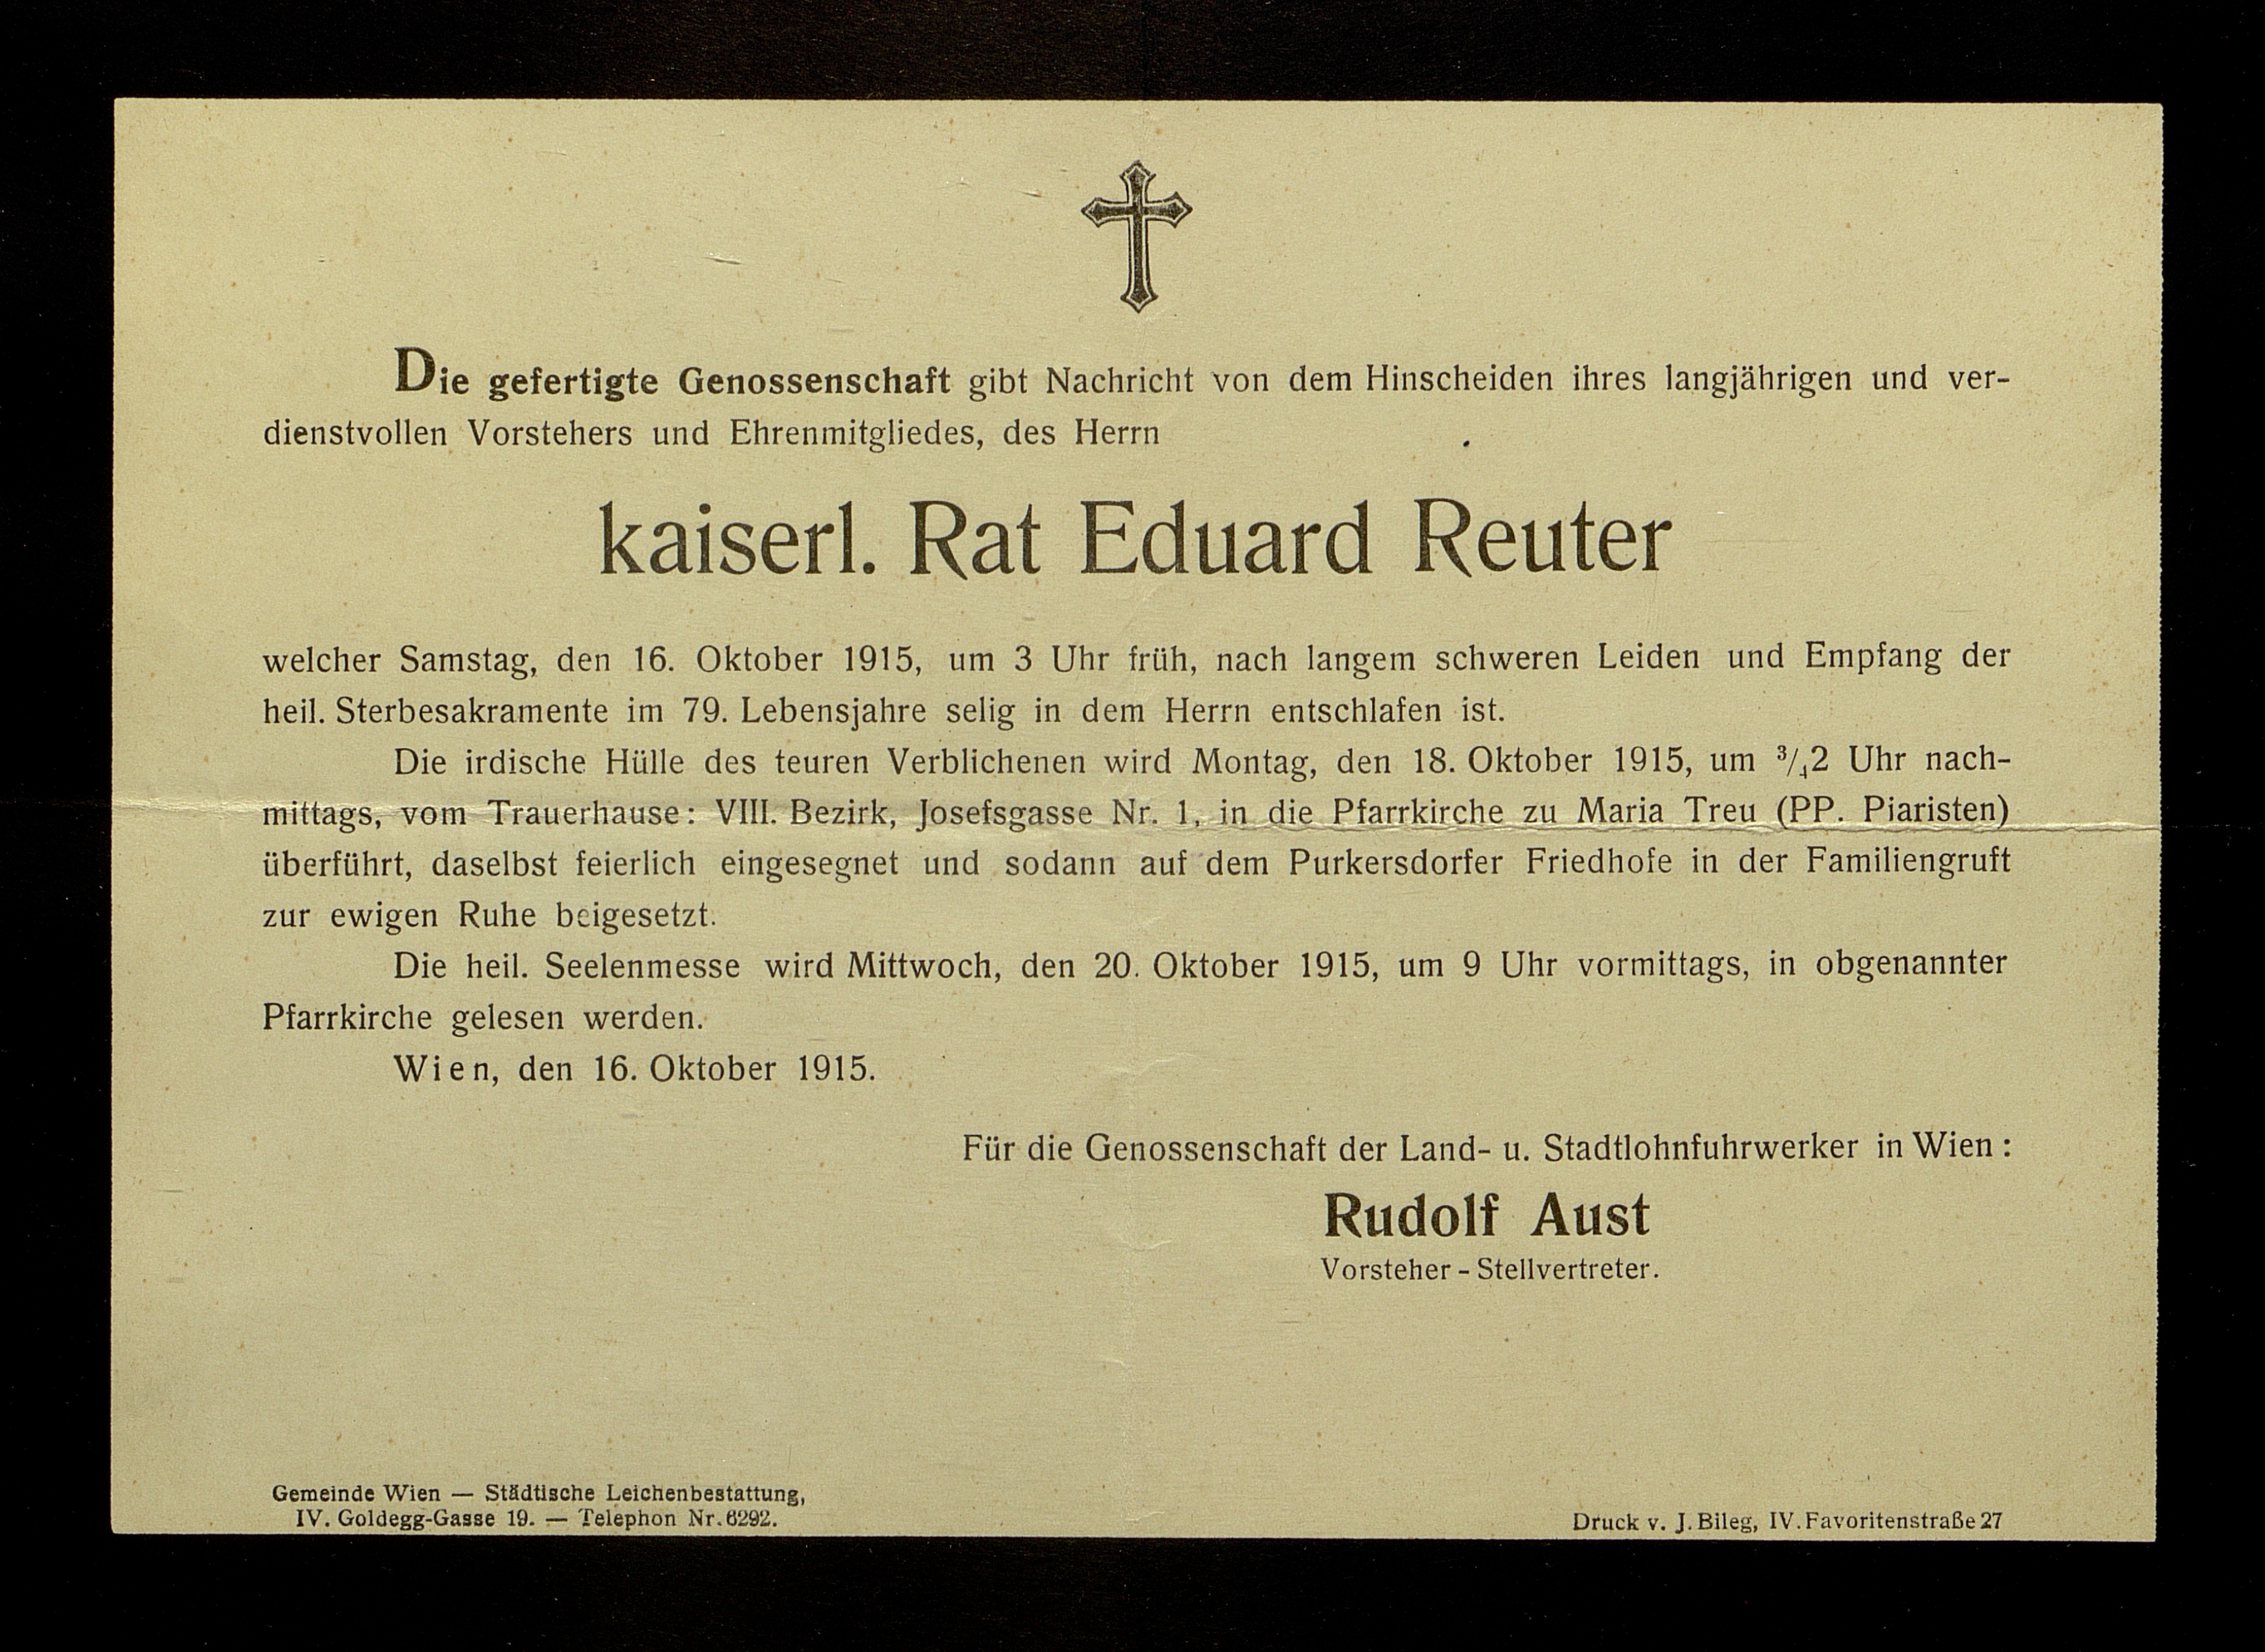 Die gefertigte Genossenschaft gibt Nachricht von dem Hinscheiden ihres langjährigen und ver-
dienstvollen Vorstehers und Ehrenmitgliedes, des Herrn
kaiserl. Rat Eduard Reuter
welcher Samstag, den 16. Oktober 1915, um 3 Uhr früh, nach langem schweren Leiden und Empfang der
heil. Sterbesakramente im 79. Lebensjahre selig in dem Herrn entschlafen ist.
Die irdische Hülle des teuren Verblichenen wird Montag, den 18. Oktober 1915, um ³/₄2 Uhr nach-
mittags, vom Trauerhause: VIII. Bezirk, Josefsgasse Nr. 1, in die Pfarrkirche zu Maria Treu (PP. Piaristen)
überführt, daselbst feierlich eingesegnet und sodann auf dem Purkersdorfer Friedhofe in der Familiengruft
zur ewigen Ruhe beigesetzt.
Die heil. Seelenmesse wird Mittwoch, den 20. Oktober 1915, um 9 Uhr vormittags, in obgenannter
Pfarrkirche gelesen werden.
Wien, den 16. Oktober 1915.
Für die Genossenschaft der Land- u. Stadtlohnfuhrwerker in Wien:
Rudolf Aust
Vorsteher-Stellvertreter.
Gemeinde Wien — Städtische Leichenbestattung,
IV. Goldegg-Gasse 19. — Telephon Nr. 6292.
Druck v. J. Bileg, IV. Favoritenstraße 27